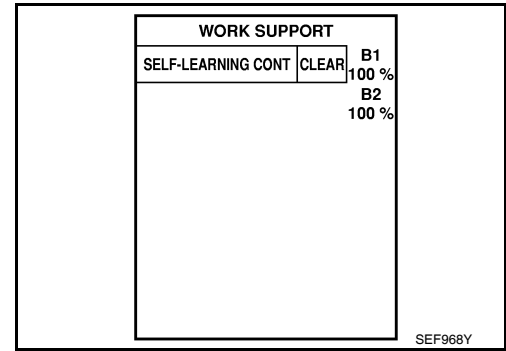 WORK SUPPORT
SELF-LEARNING CONT CLEAR B1
100 %
B2
100 %
SEF968Y